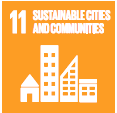 11 SUSTAINABLE CITIES
AND COMMUNITIES